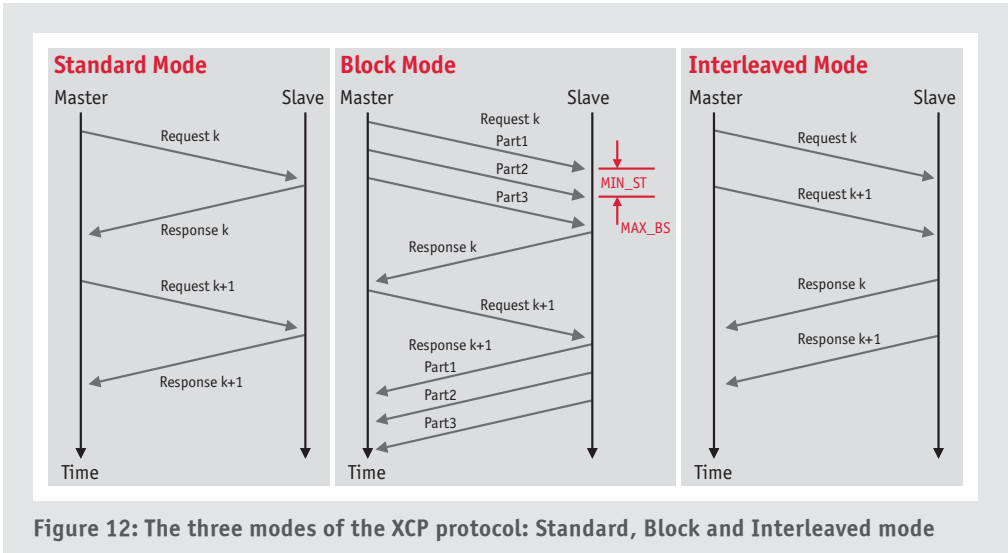 Standard Mode
Master
Slave
Request k
Response k
Request k+1
Response k+1
Time
Block Mode
Master
Slave
Request k
Part1
Part2
Part3
MIN_ST
MAX_BS
Response k
Request k+1
Response k+1
Part1
Part2
Part3
Time
Interleaved Mode
Master
Slave
Request k
Request k+1
Response k
Response k+1
Time
Figure 12: The three modes of the XCP protocol: Standard, Block and Interleaved mode